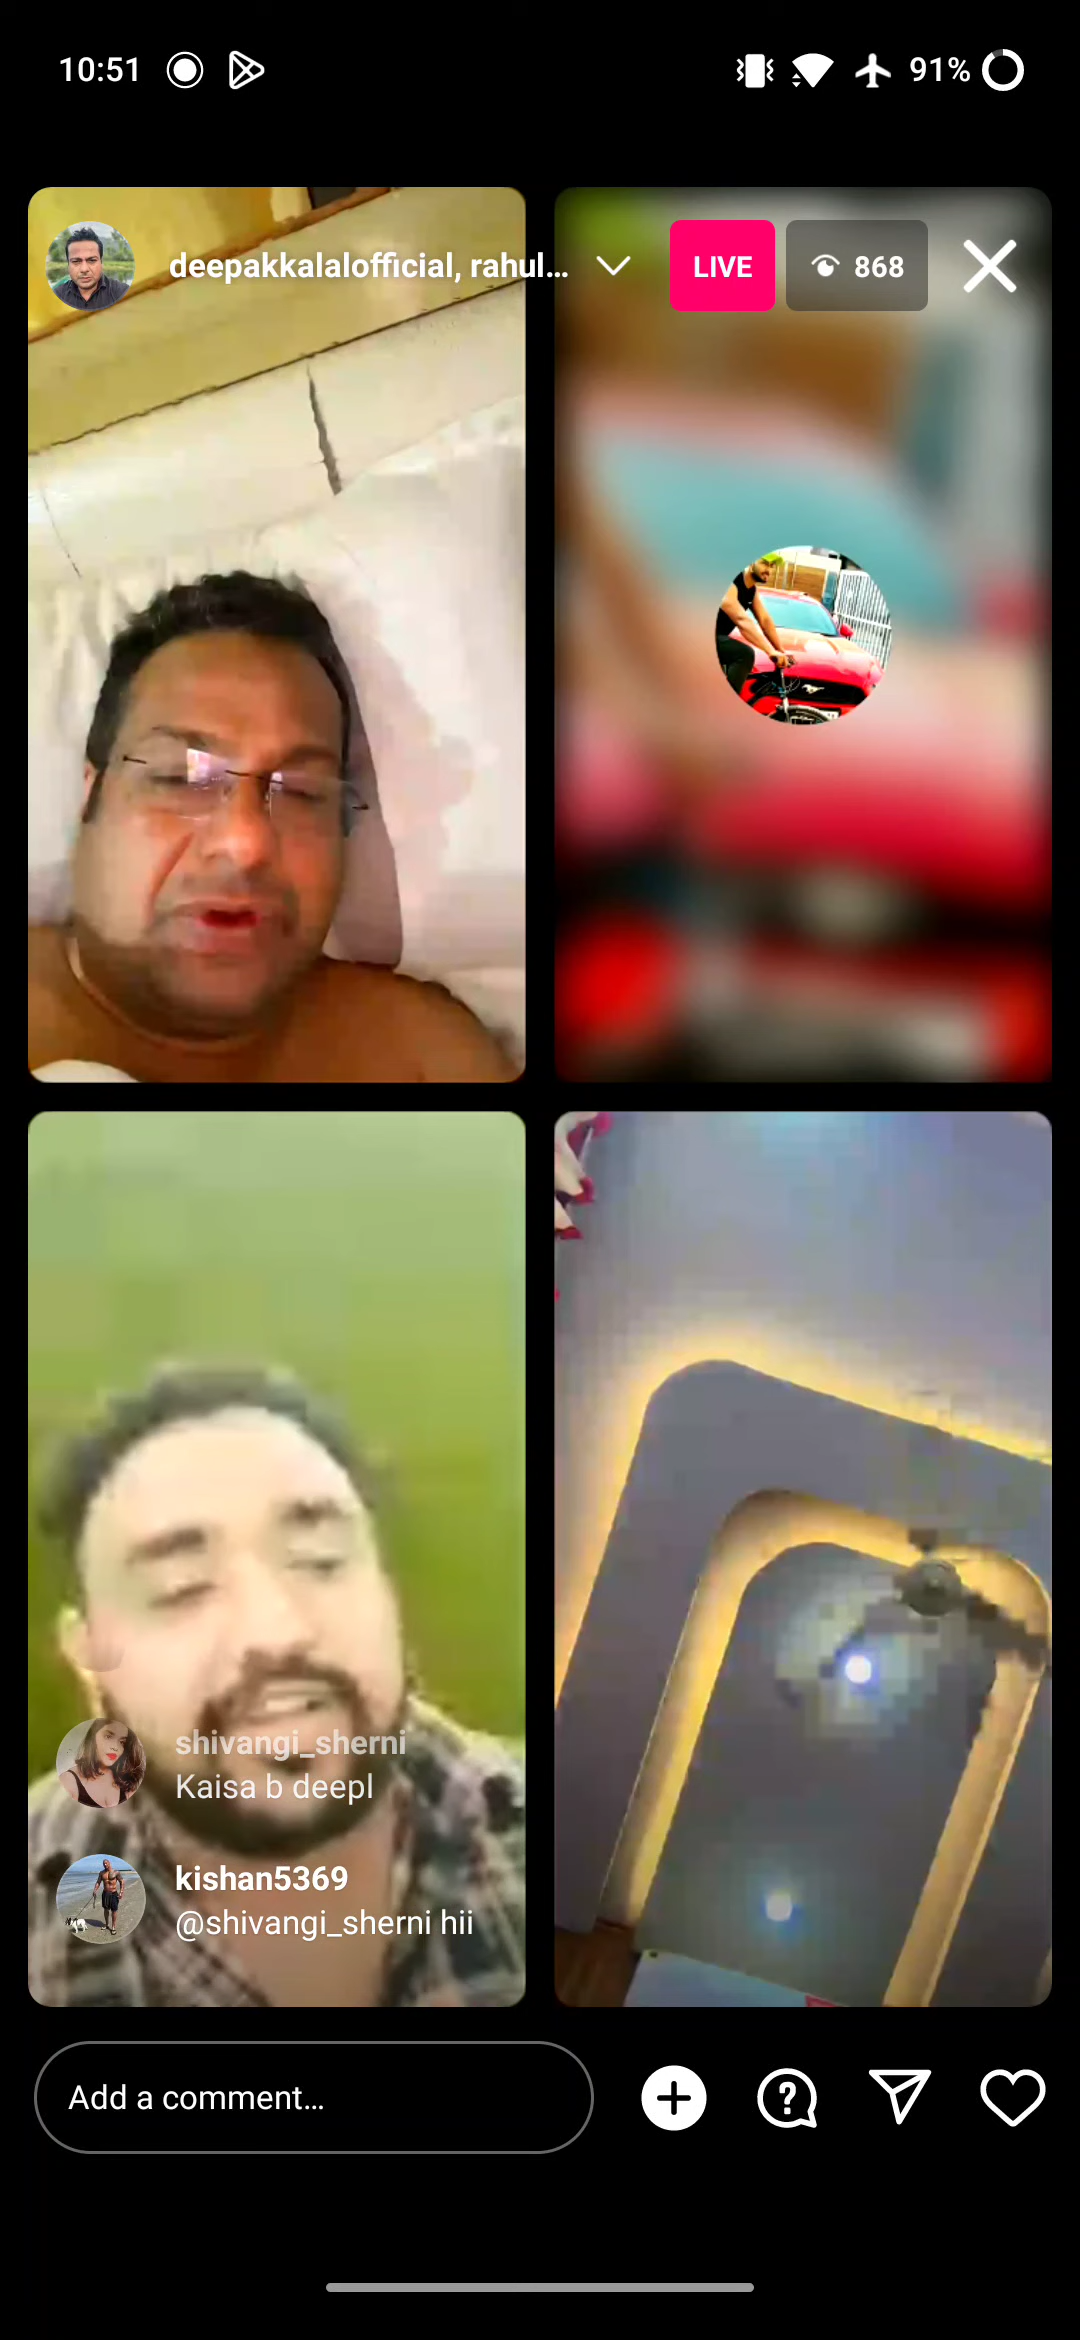 10:51
91%
deepakkalalofficial, rahul...
LIVE
868
shivangi_sherni
Kaisa b deepl
kishan5369
@shivangi_sherni hii
Add a comment...